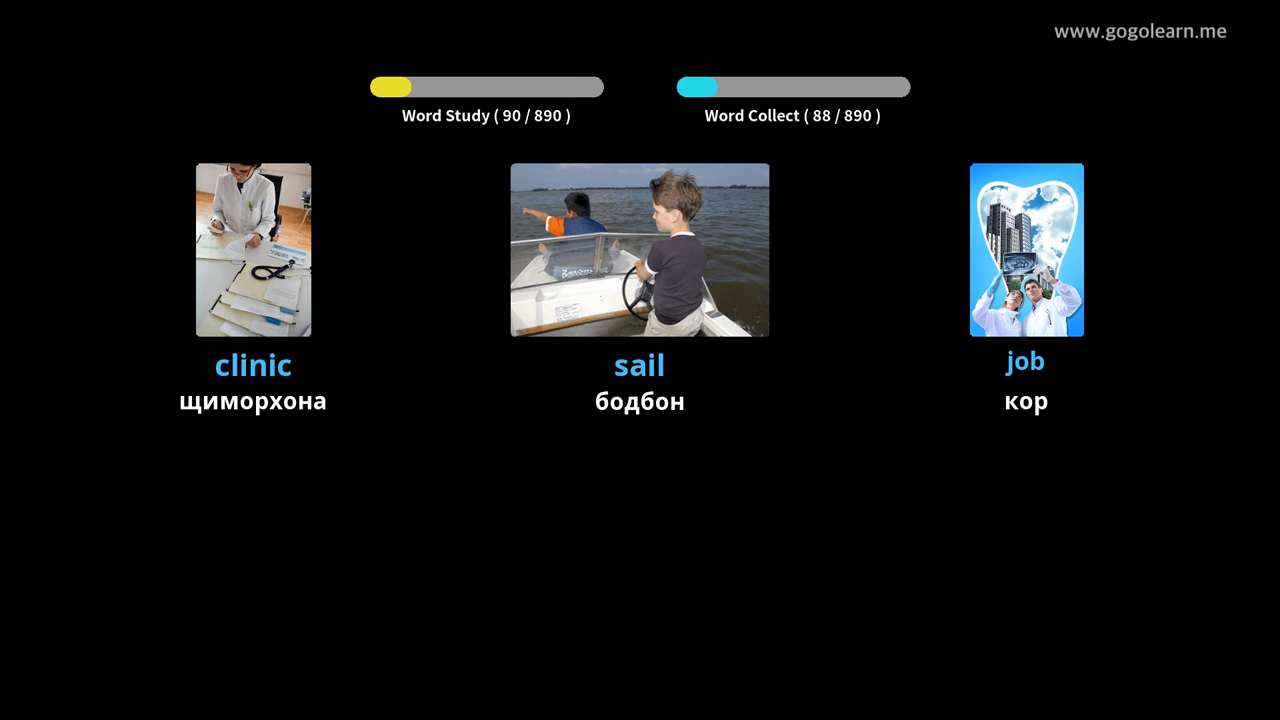 www.gogolearn.me
Word Study ( 90 / 890 )
Word Collect ( 88 / 890 )
clinic
sail
job
щиморхона
бодбон
кор